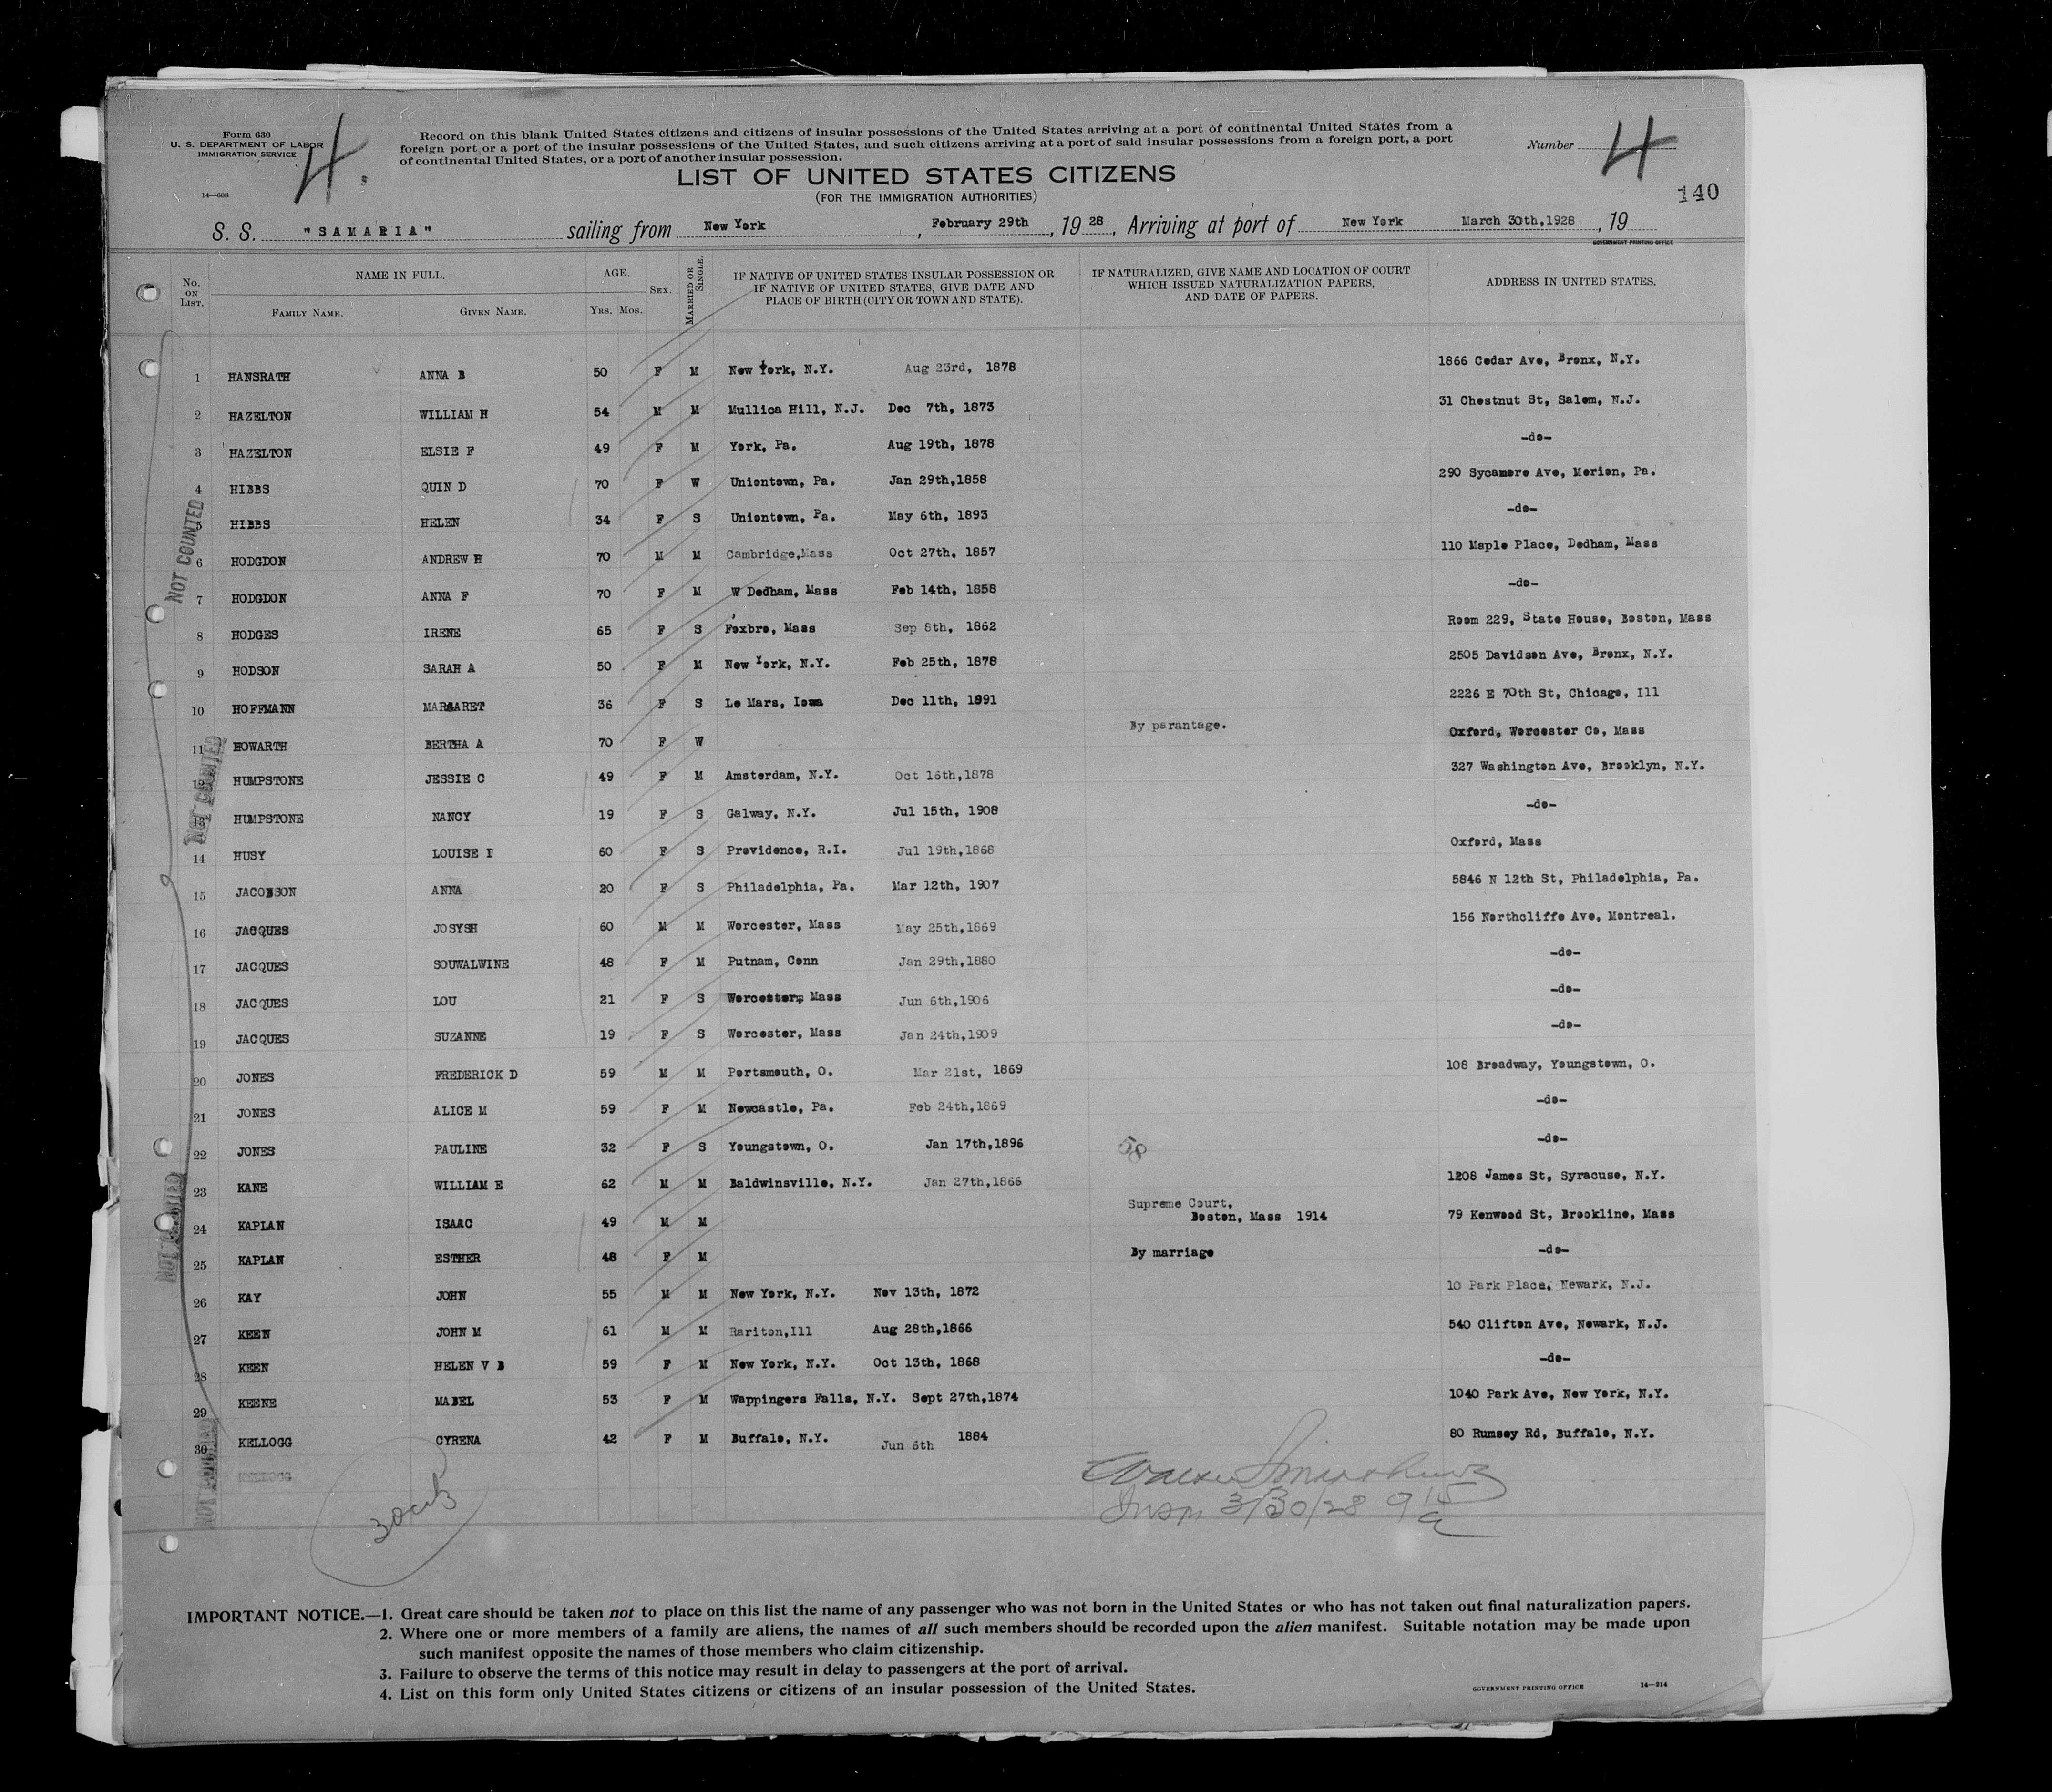 Form 630
U. S. DEPARTMENT OF LABOR
IMMIGRATION SERVICE
14—608
4.
Record on this blank United States citizens and citizens of insular possessions of the United States arriving at a port of continental United States from a
foreign port or a port of the insular possessions of the United States, and such citizens arriving at a port of said insular possessions from a foreign port, a port
of continental United States, or a port of another insular possession.
Number 4
LIST OF UNITED STATES CITIZENS
(FOR THE IMMIGRATION AUTHORITIES)
140
S. S. "SAMARIA" sailing from New York, February 29th, 19 28, Arriving at port of New York March 30th,1928, 19
GOVERNMENT PRINTING OFFICE
No. ON LIST. NAME IN FULL. FAMILY NAME. GIVEN NAME. AGE. YRS. MOS. SEX. MARRIED OR SINGLE. IF NATIVE OF UNITED STATES INSULAR POSSESSION OR IF NATIVE OF UNITED STATES, GIVE DATE AND PLACE OF BIRTH (CITY OR TOWN AND STATE). IF NATURALIZED, GIVE NAME AND LOCATION OF COURT WHICH ISSUED NATURALIZATION PAPERS, AND DATE OF PAPERS. ADDRESS IN UNITED STATES.
1 HANSRATH ANNA B 50 F M New York, N.Y. Aug 23rd, 1878 1866 Cedar Ave, Bronx, N.Y.
2 HAZELTON WILLIAM H 54 M M Mullica Hill, N.J. Dec 7th, 1873 31 Chestnut St, Salem, N.J.
3 HAZELTON ELSIE F 49 F M York, Pa. Aug 19th, 1878 -do-
4 HIBBS QUIN D 70 F W Uniontown, Pa. Jan 29th,1858 290 Sycamore Ave, Merion, Pa.
5 HIBBS HELEN 34 F S Uniontown, Pa. May 6th, 1893 -do-
6 HODGDON ANDREW H 70 M M Cambridge,Mass Oct 27th, 1857 110 Maple Place, Dedham, Mass
7 HODGDON ANNA F 70 F M W Dedham, Mass Feb 14th, 1858 -do-
8 HODGES IRENE 65 F S Foxbro, Mass Sep 8th, 1862 Room 229, State House, Boston, Mass
9 HODSON SARAH A 50 F M New York, N.Y. Feb 25th, 1878 2505 Davidson Ave, Bronx, N.Y.
10 HOFFMANN MARGARET 36 F S Le Mars, Iowa Dec 11th, 1891 2226 E 70th St, Chicago, Ill
11 HOWARTH BERTHA A 70 F W By parantage. Oxford, Worcester Co, Mass
12 HUMPSTONE JESSIE C 49 F M Amsterdam, N.Y. Oct 16th,1878 327 Washington Ave, Brooklyn, N.Y.
13 HUMPSTONE NANCY 19 F S Galway, N.Y. Jul 15th, 1908 -do-
14 HUSY LOUISE 60 F S Providence, R.I. Jul 19th,1868 Oxford, Mass
15 JACOBSON ANNA 20 F S Philadelphia, Pa. Mar 12th, 1907 5846 N 12th St, Philadelphia, Pa.
16 JACQUES JOSYSH 60 M M Worcester, Mass May 25th,1869 156 Northcliffe Ave, Montreal.
17 JACQUES SOUWALWINE 48 F M Putnam, Conn Jan 29th,1880 -do-
18 JACQUES LOU 21 F S Worcester, Mass Jun 6th,1906 -do-
19 JACQUES SUZANNE 19 F S Worcester, Mass Jan 24th,1909 -do-
20 JONES FREDERICK D 59 M M Portsmouth, O. Mar 21st, 1869 108 Broadway, Youngstown, O.
21 JONES ALICE M 59 F M Newcastle, Pa. Feb 24th,1869 -do-
22 JONES PAULINE 32 F S Youngstown, O. Jan 17th,1896 -do-
23 KANE WILLIAM E 62 M M Baldwinsville, N.Y. Jan 27th,1866 1208 James St, Syracuse, N.Y.
24 KAPLAN ISAAC 49 M M Supreme Court, Boston, Mass 1914 79 Kenwood St, Brookline, Mass
25 KAPLAN ESTHER 48 F M By marriage -do-
26 KAY JOHN 55 M M New York, N.Y. Nov 13th, 1872 10 Park Place, Newark, N.J.
27 KEEN JOHN M 61 M M Rariton,Ill Aug 28th,1866 540 Clifton Ave, Newark, N.J.
28 KEEN HELEN V B 59 F M New York, N.Y. Oct 13th, 1868 -do-
29 KEENE MABEL 53 F M Wappingers Falls, N.Y. Sept 27th,1874 1040 Park Ave, New York, N.Y.
30 KELLOGG CYRENA 42 F M Buffalo, N.Y. Jun 6th 1884 80 Rumsey Rd, Buffalo, N.Y.
KELLOGG
NOT COUNTED
NOT COUNTED
3/30/28 9 15 a
IMPORTANT NOTICE.—1. Great care should be taken not to place on this list the name of any passenger who was not born in the United States or who has not taken out final naturalization papers.
2. Where one or more members of a family are aliens, the names of all such members should be recorded upon the alien manifest. Suitable notation may be made upon
such manifest opposite the names of those members who claim citizenship.
3. Failure to observe the terms of this notice may result in delay to passengers at the port of arrival.
4. List on this form only United States citizens or citizens of an insular possession of the United States.
GOVERNMENT PRINTING OFFICE 14—214